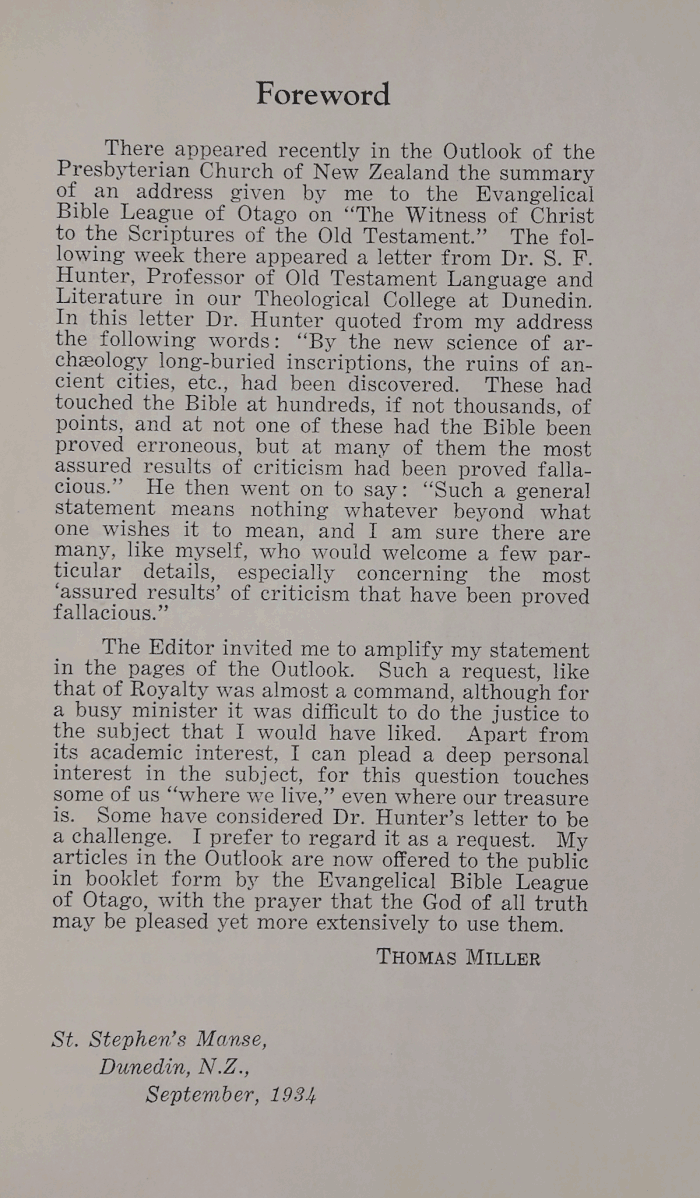 Foreword
There appeared recently in the Outlook of the
Presbyterian Church of New Zealand the summary
of an address given by me to the Evangelical
Bible League of Otago on “The Witness of Christ
to the Scriptures of the Old Testament.” The fol-
lowing week there appeared a letter from Dr. S. F.
Hunter, Professor of Old Testament Language and
Literature in our Theological College at Dunedin.
In this letter Dr. Hunter quoted from my address
the following words: “By the new science of ar-
chæology long-buried inscriptions, the ruins of an-
cient cities, etc., had been discovered. These had
touched the Bible at hundreds, if not thousands, of
points, and at not one of these had the Bible been
proved erroneous, but at many of them the most
assured results of criticism had been proved falla-
cious.” He then went on to say: “Such a general
statement means nothing whatever beyond what
one wishes it to mean, and I am sure there are
many, like myself, who would welcome a few par-
ticular details, especially concerning the most
‘assured results’ of criticism that have been proved
fallacious.”
The Editor invited me to amplify my statement
in the pages of the Outlook. Such a request, like
that of Royalty was almost a command, although for
a busy minister it was difficult to do the justice to
the subject that I would have liked. Apart from
its academic interest, I can plead a deep personal
interest in the subject, for this question touches
some of us “where we live,” even where our treasure
is. Some have considered Dr. Hunter’s letter to be
a challenge. I prefer to regard it as a request. My
articles in the Outlook are now offered to the public
in booklet form by the Evangelical Bible League
of Otago, with the prayer that the God of all truth
may be pleased yet more extensively to use them.
THOMAS MILLER
St. Stephen’s Manse,
Dunedin, N.Z.,
September, 1934